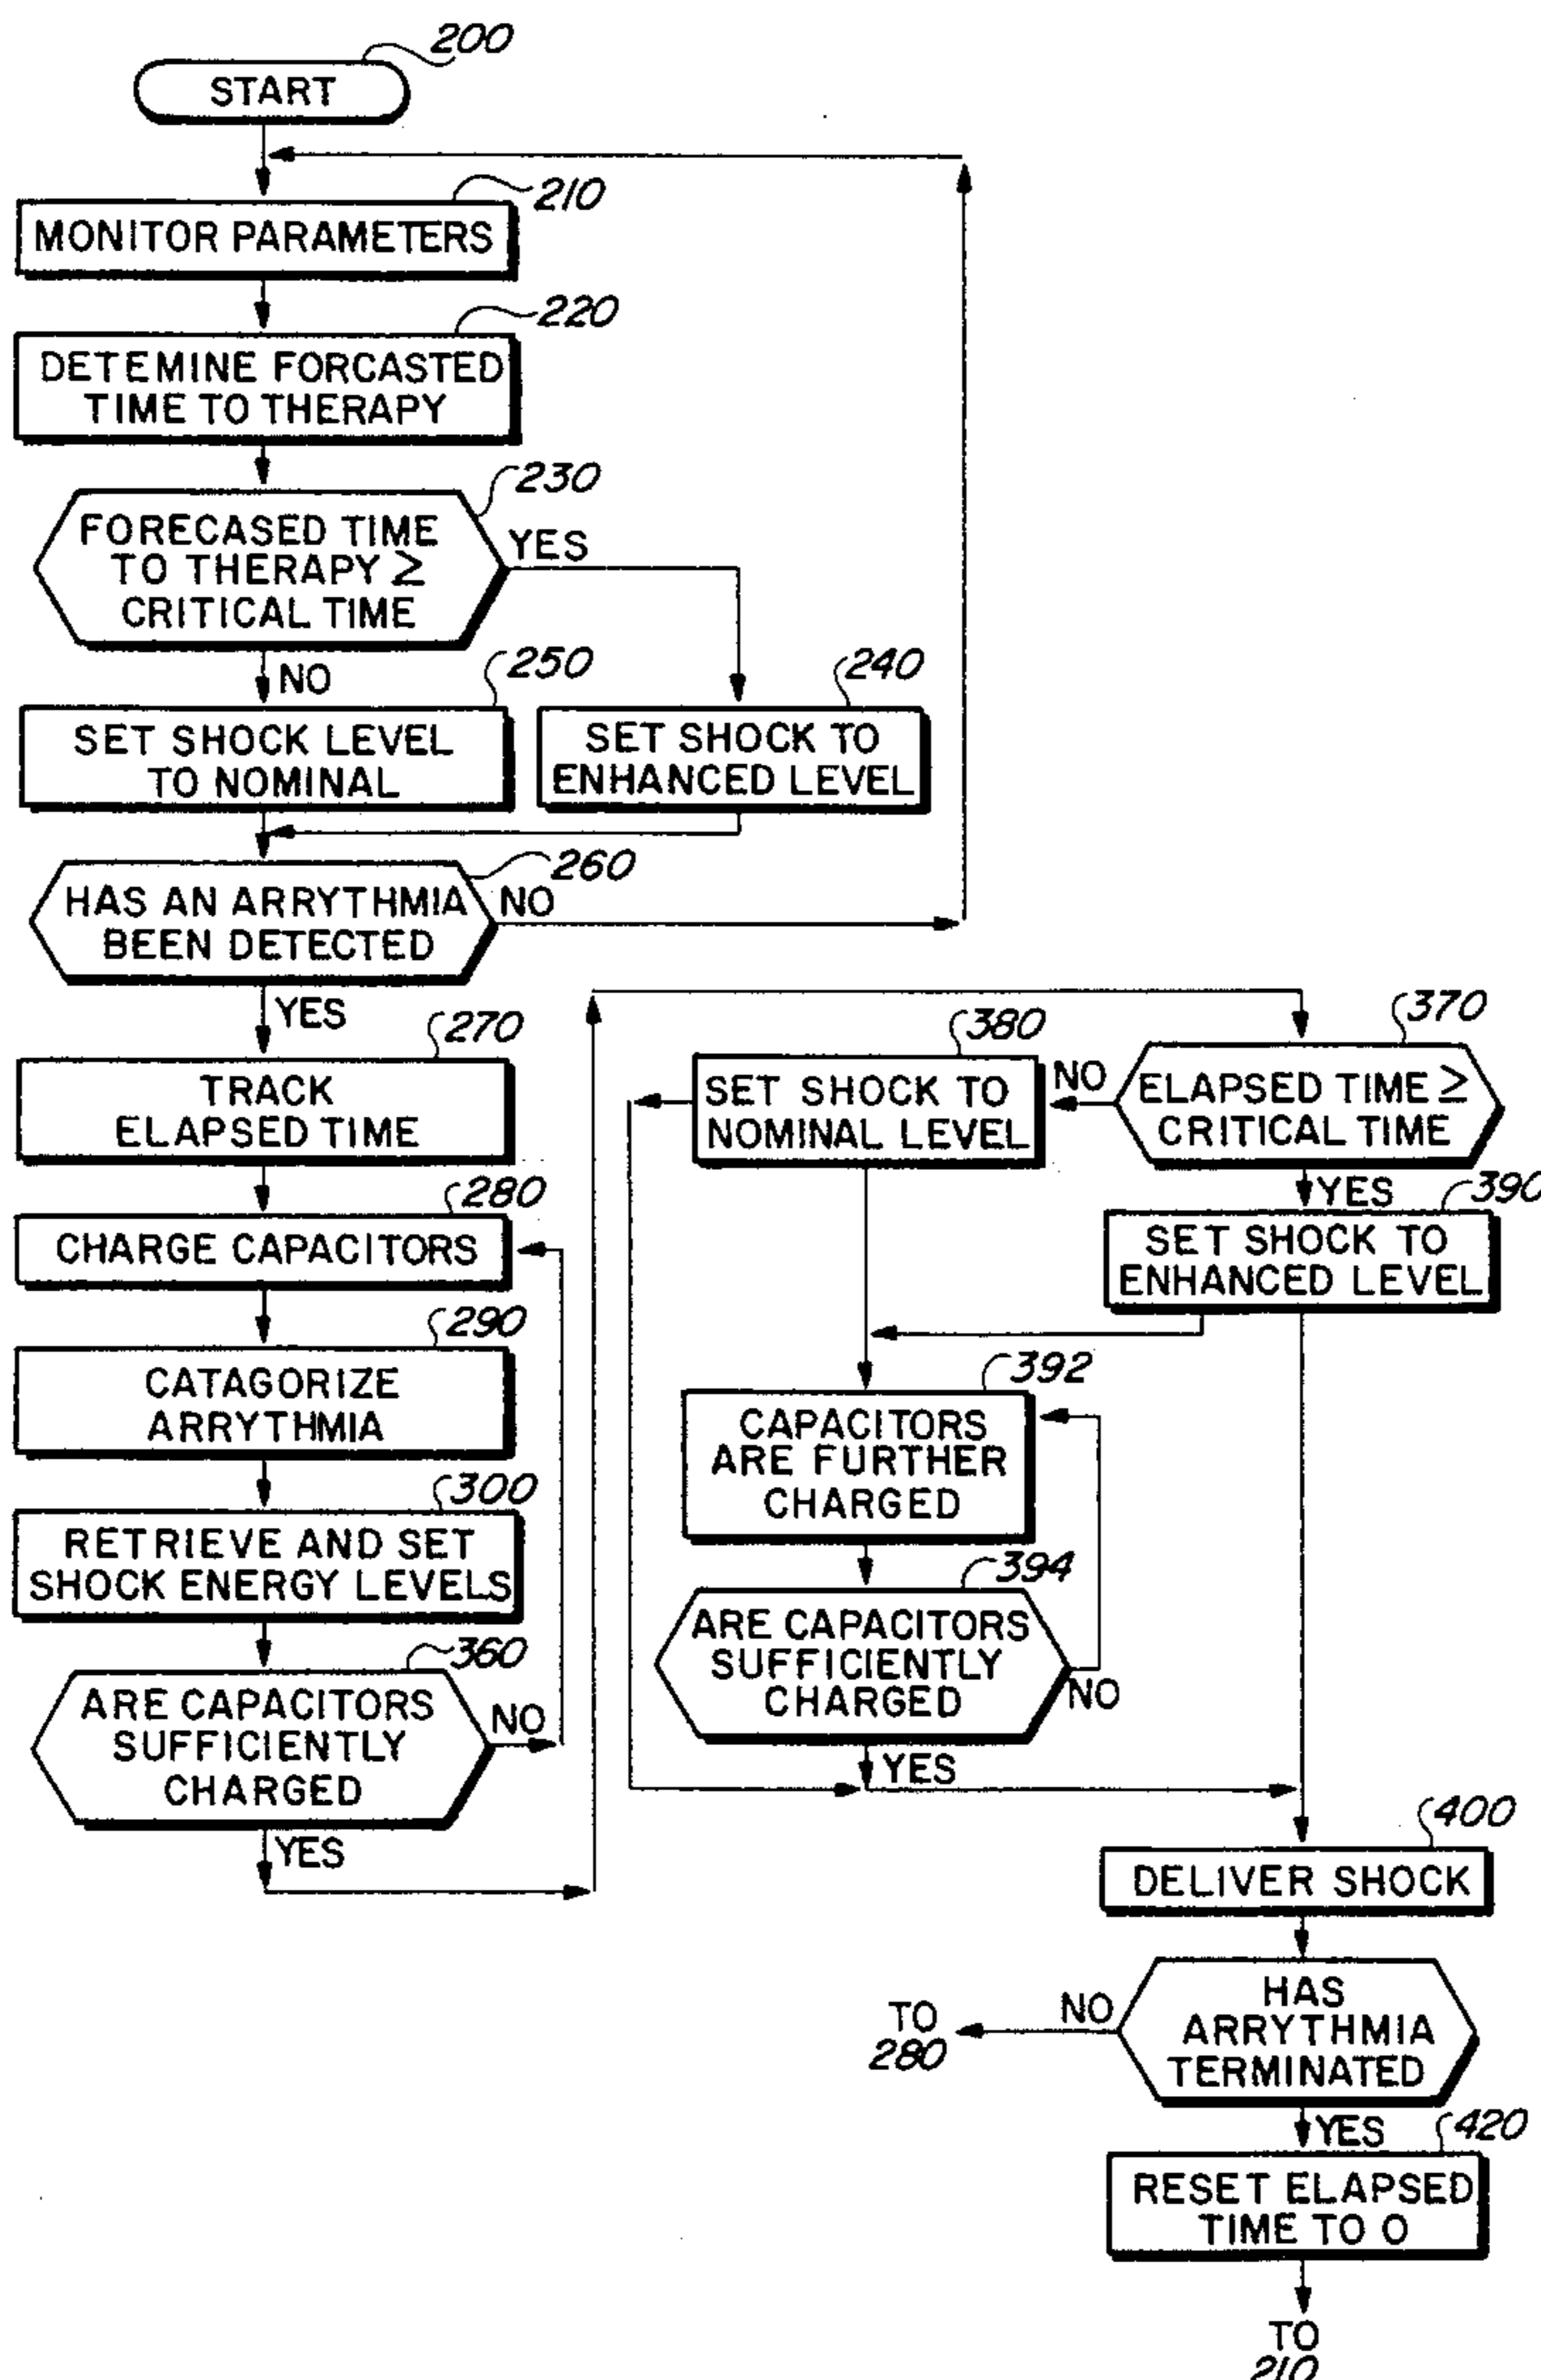 200
START
210
MONITOR PARAMETERS
220
DETEMINE FORCASTED
TIME TO THERAPY
230
FORECASED TIME
TO THERAPY ≥
CRITICAL TIME
YES
NO
250
SET SHOCK LEVEL
TO NOMINAL
240
SET SHOCK TO
ENHANCED LEVEL
260
HAS AN ARRYTHMIA
BEEN DETECTED
NO
YES
270
TRACK
ELAPSED TIME
280
CHARGE CAPACITORS
290
CATAGORIZE
ARRYTHMIA
300
RETRIEVE AND SET
SHOCK ENERGY LEVELS
360
ARE CAPACITORS
SUFFICIENTLY
CHARGED
NO
YES
370
ELAPSED TIME ≥
CRITICAL TIME
NO
380
SET SHOCK TO
NOMINAL LEVEL
YES
390
SET SHOCK TO
ENHANCED LEVEL
392
CAPACITORS
ARE FURTHER
CHARGED
394
ARE CAPACITORS
SUFFICIENTLY
CHARGED
NO
YES
400
DELIVER SHOCK
HAS
ARRYTHMIA
TERMINATED
NO
TO
280
YES
420
RESET ELAPSED
TIME TO 0
TO
210